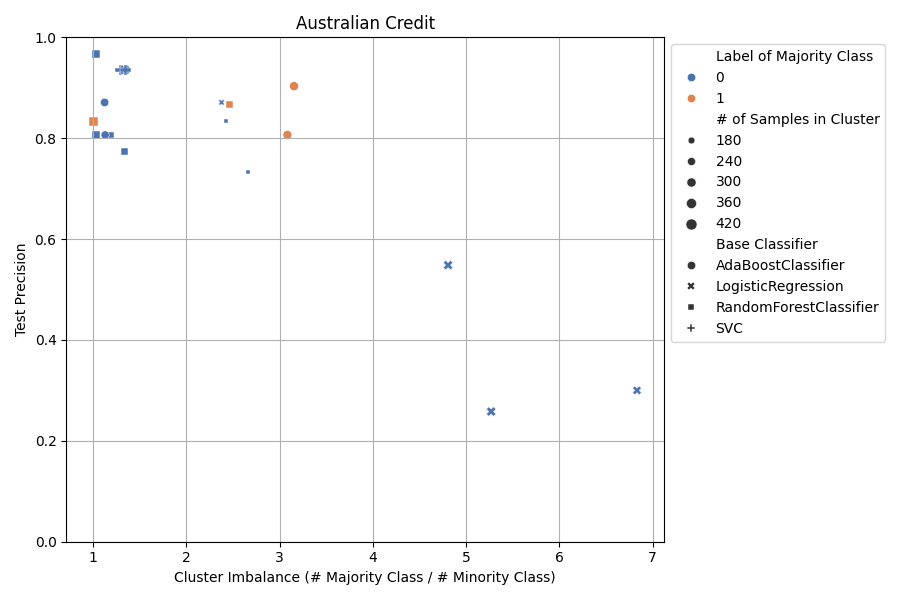 Australian Credit
Test Precision
1.0
0.8
0.6
0.4
0.2
0.0
1 2 3 4 5 6 7
Cluster Imbalance (# Majority Class / # Minority Class)
Label of Majority Class
0
1
# of Samples in Cluster
180
240
300
360
420
Base Classifier
AdaBoostClassifier
LogisticRegression
RandomForestClassifier
SVC